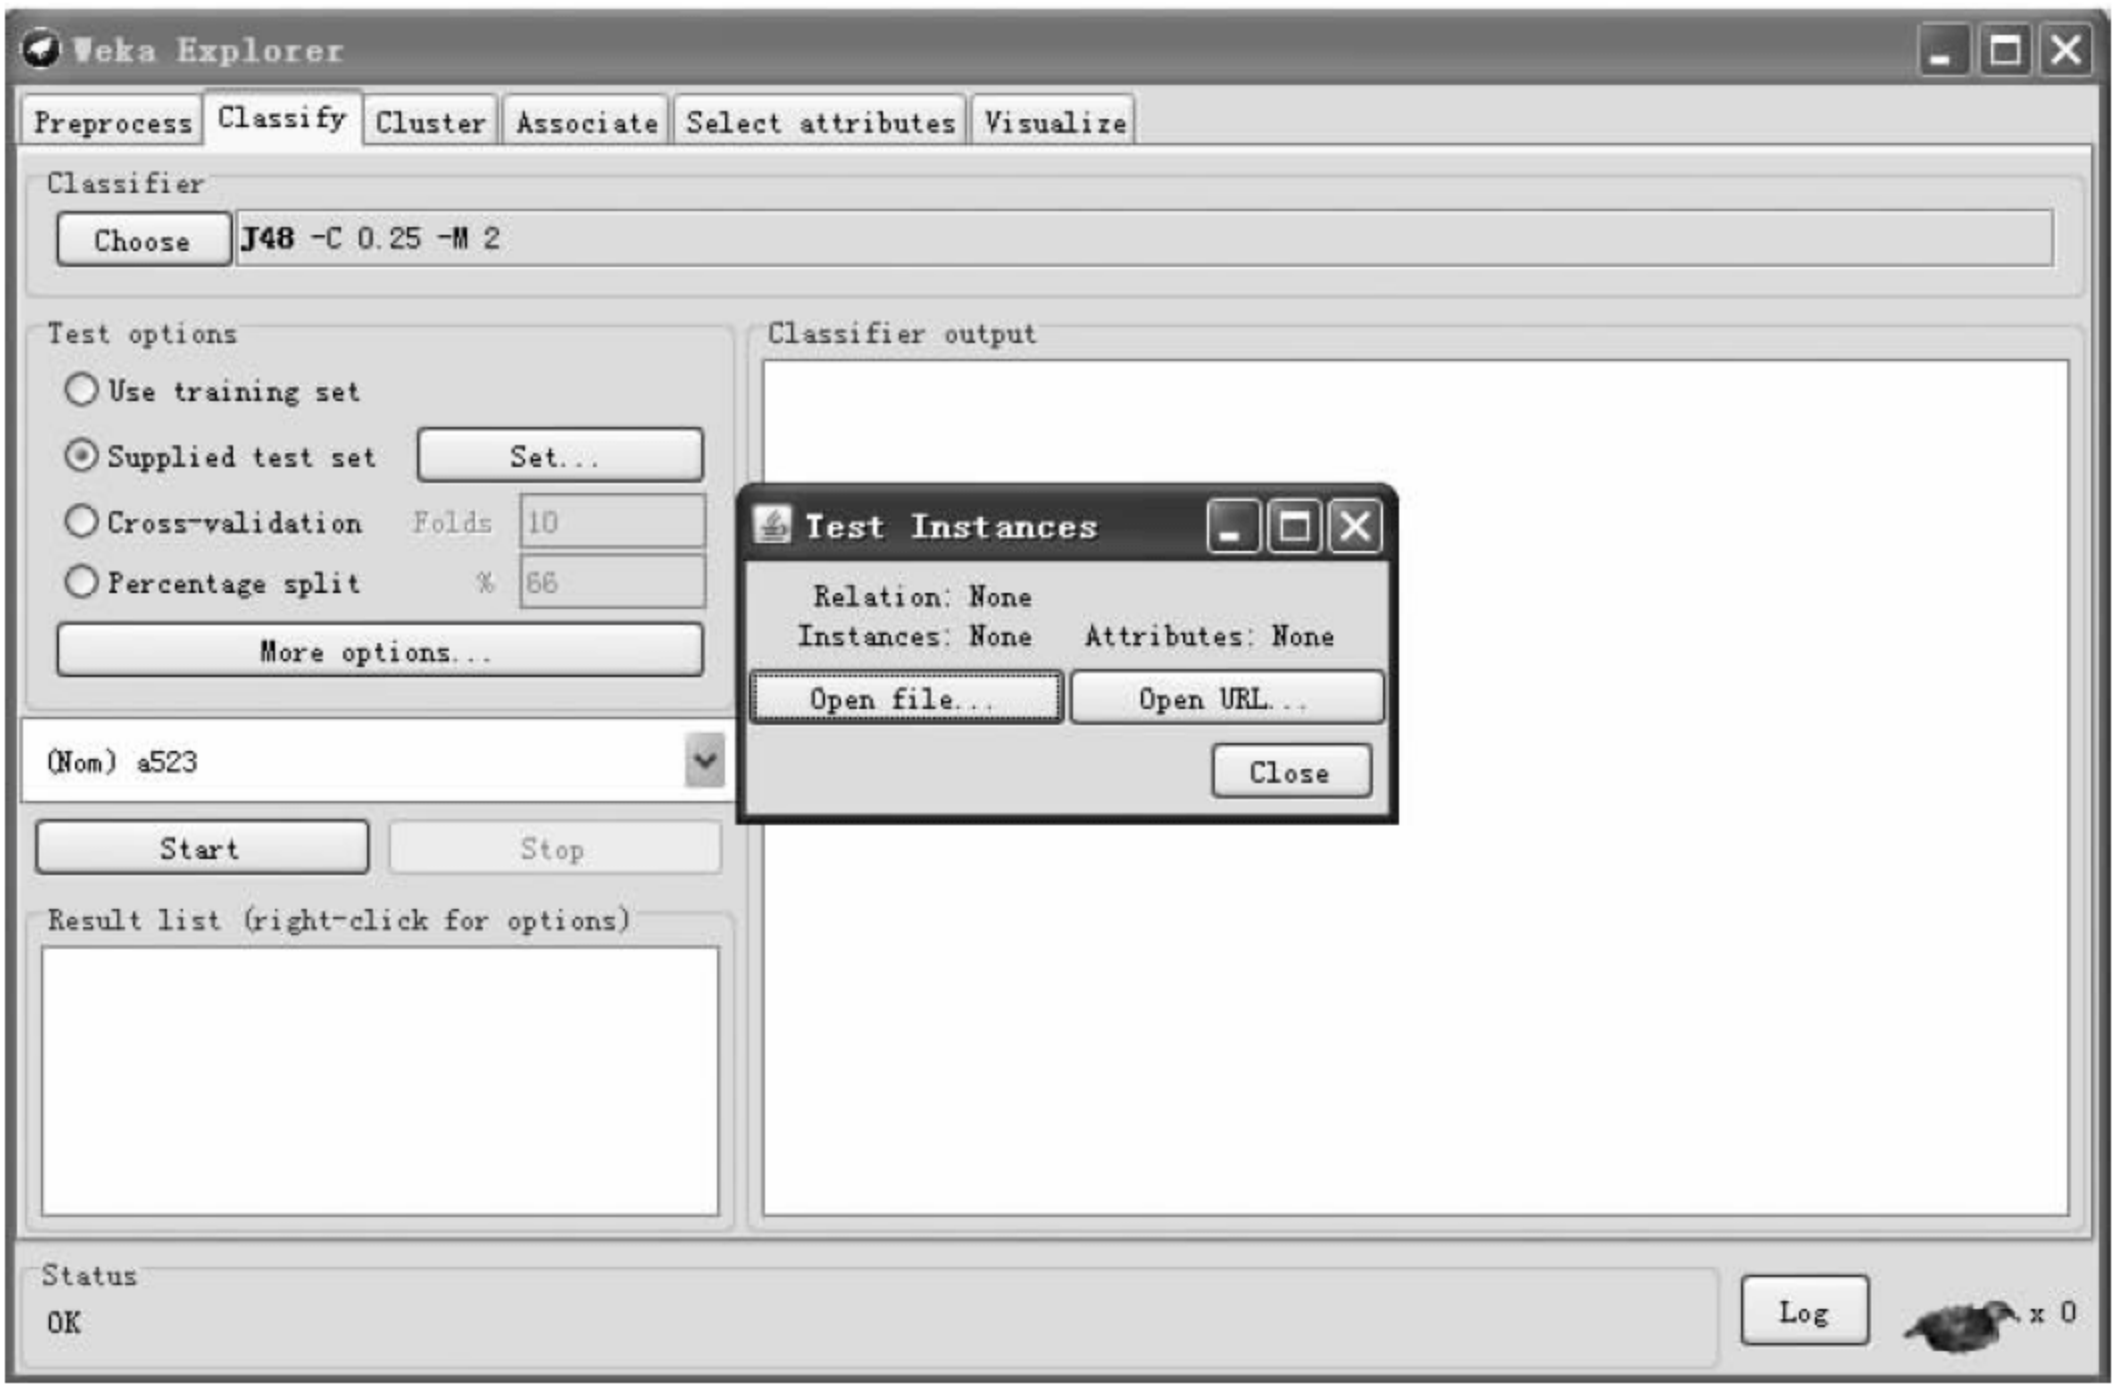 Weka Explorer
Preprocess Classify Cluster Associate Select attributes Visualize
Classifier
Choose J48 -C 0.25 -M 2
Test options
Use training set
Supplied test set Set...
Cross-validation Folds 10
Percentage split % 66
More options...
(Nom) a523
Start Stop
Result list (right-click for options)
Classifier output
Test Instances
Relation: None
Instances: None Attributes: None
Open file... Open URL...
Close
Status
OK
Log x 0